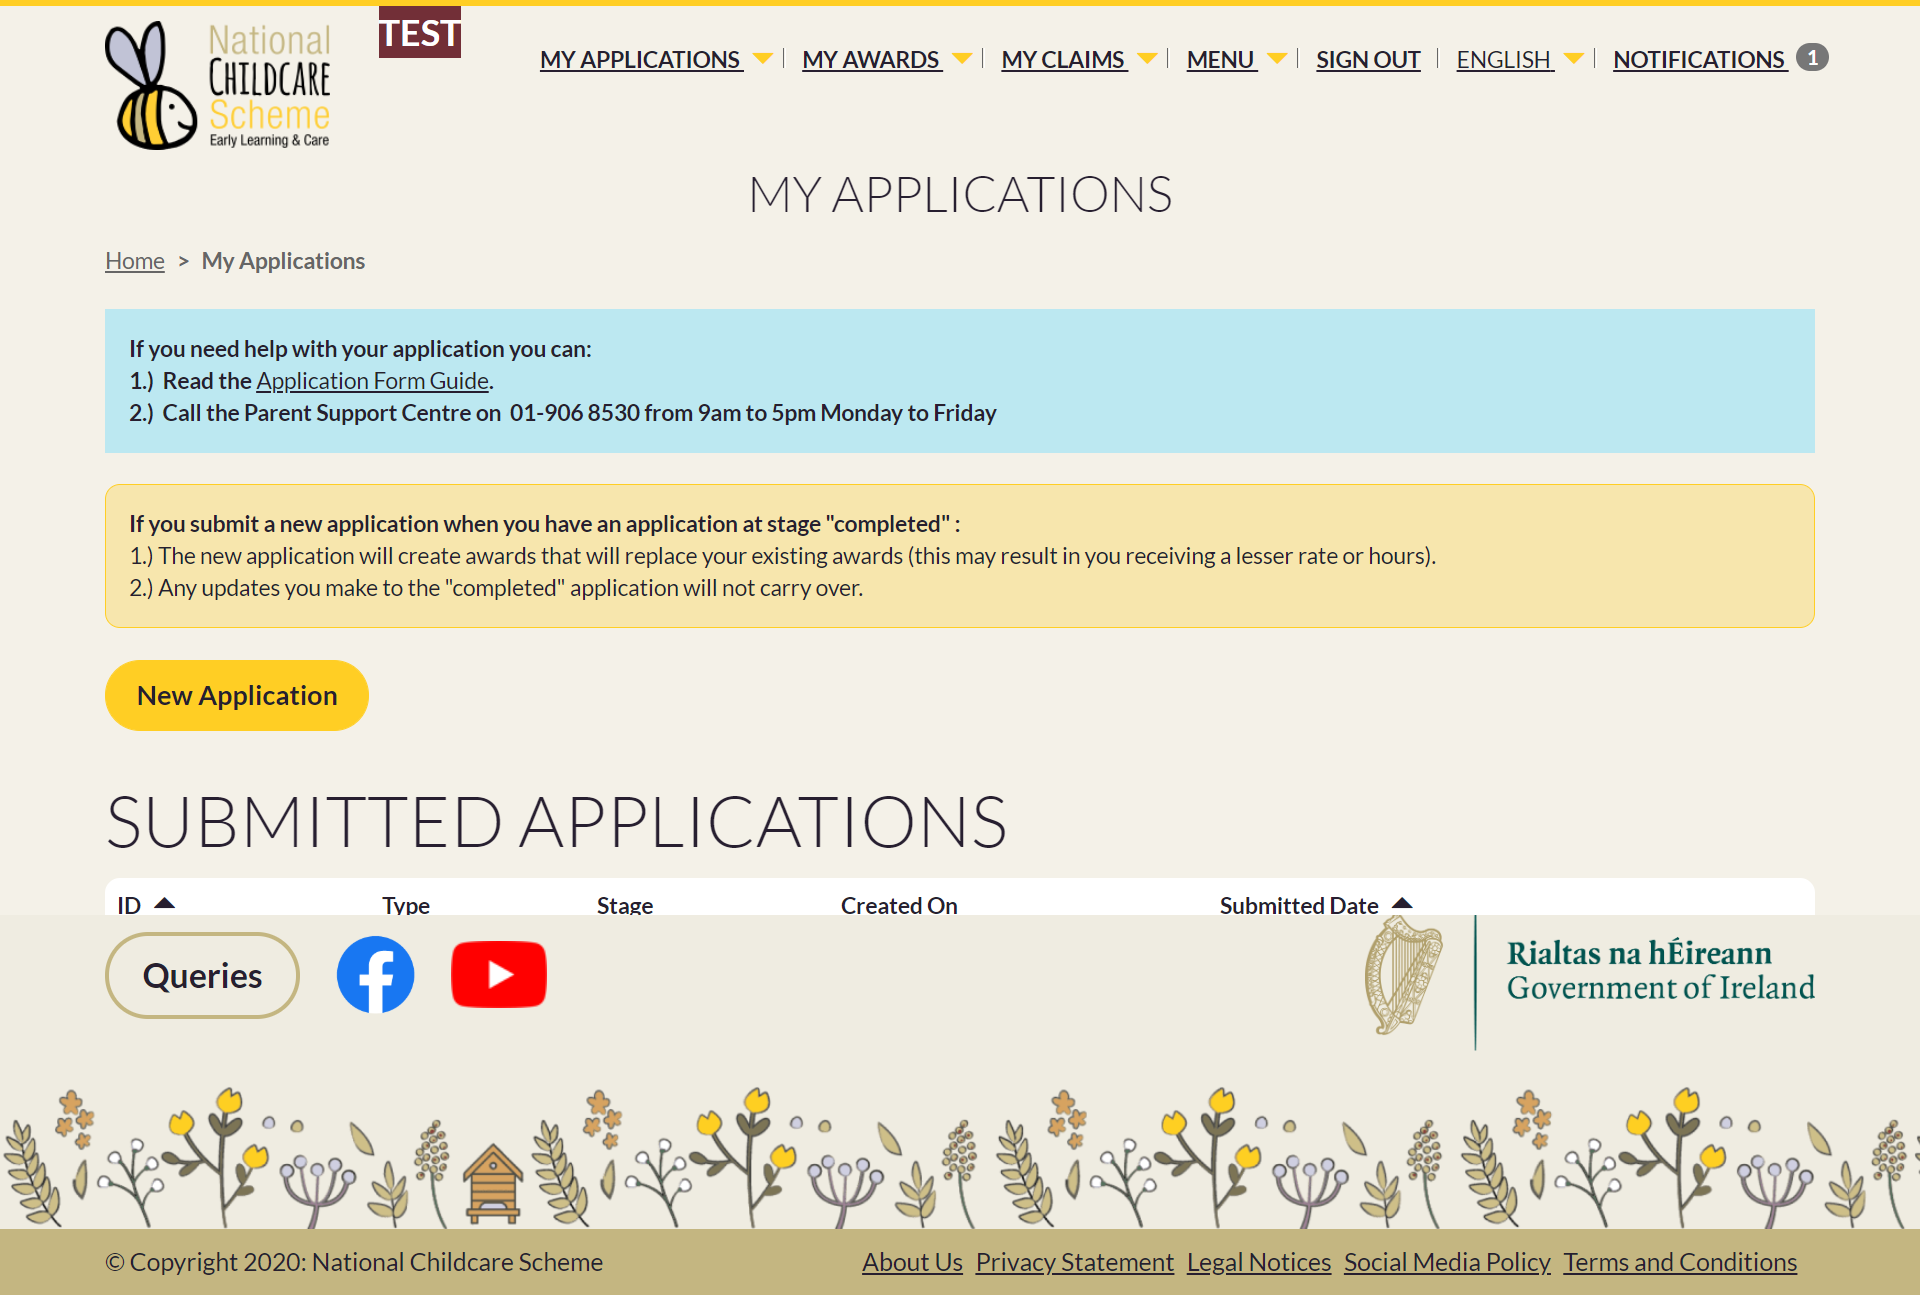 National
CHILDCARE
Scheme
Early Learning & Care
TEST
MY APPLICATIONS
MY AWARDS
MY CLAIMS
MENU
SIGN OUT
ENGLISH
NOTIFICATIONS 1
MY APPLICATIONS
Home > My Applications
If you need help with your application you can:
1.) Read the Application Form Guide.
2.) Call the Parent Support Centre on 01-906 8530 from 9am to 5pm Monday to Friday
If you submit a new application when you have an application at stage "completed" :
1.) The new application will create awards that will replace your existing awards (this may result in you receiving a lesser rate or hours).
2.) Any updates you make to the "completed" application will not carry over.
New Application
SUBMITTED APPLICATIONS
ID Type Stage Created On Submitted Date
Queries
Rialtas na hÉireann
Government of Ireland
© Copyright 2020: National Childcare Scheme
About Us Privacy Statement Legal Notices Social Media Policy Terms and Conditions